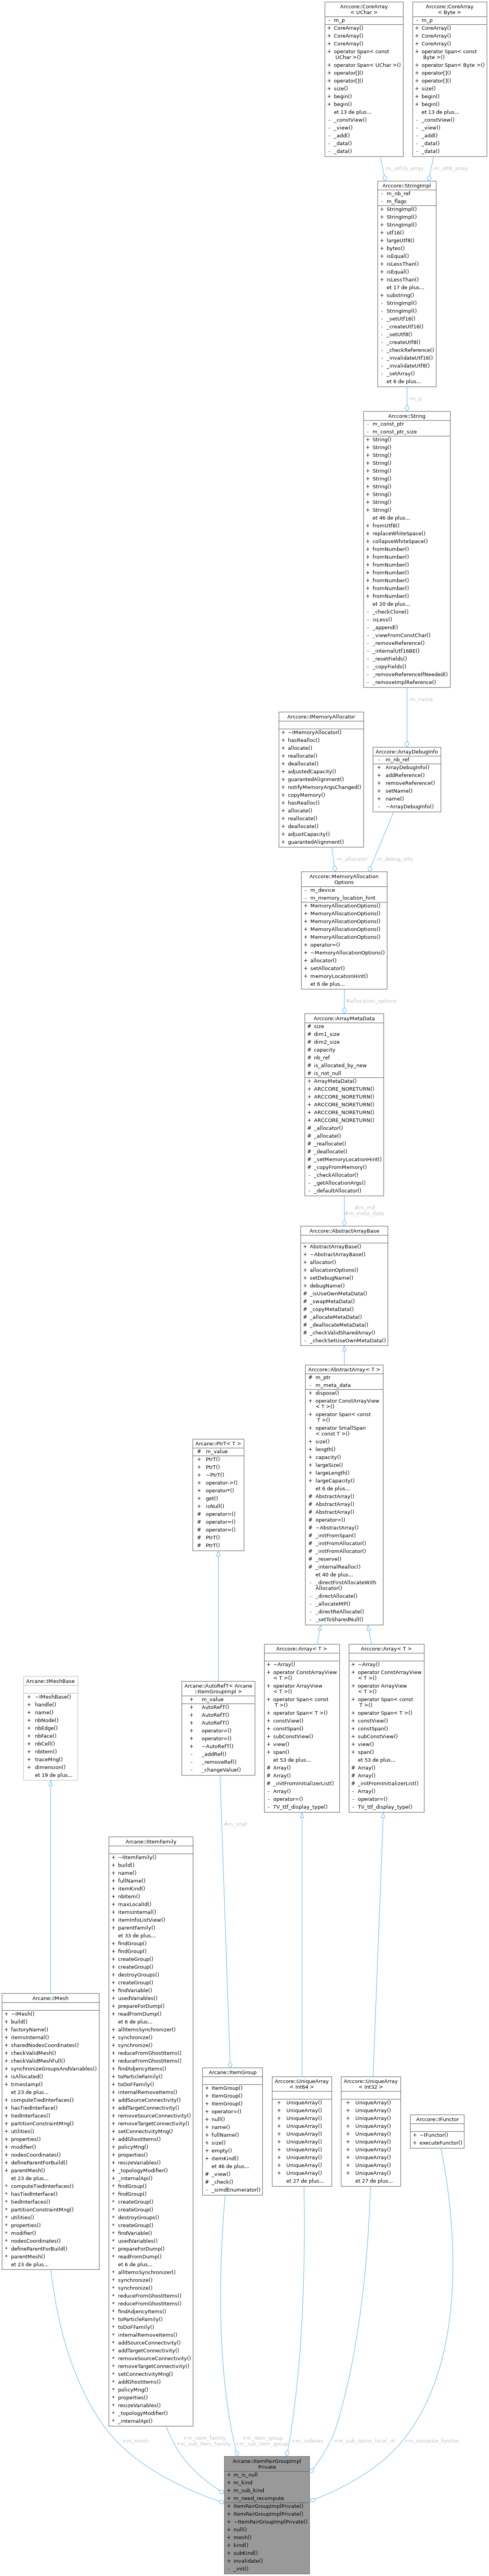 Arccore::CoreArray
< UChar >
- m_p
+ CoreArray()
+ CoreArray()
+ CoreArray()
+ operator Span< const
UChar >()
+ operator Span< UChar >()
+ operator[]()
+ operator[]()
+ size()
+ begin()
+ begin()
et 13 de plus...
- _constView()
- _view()
- _add()
- _data()
- _data()
Arccore::CoreArray
< Byte >
- m_p
+ CoreArray()
+ CoreArray()
+ CoreArray()
+ operator Span< const
Byte >()
+ operator Span< Byte >()
+ operator[]()
+ operator[]()
+ size()
+ begin()
+ begin()
et 13 de plus...
- _constView()
- _view()
- _add()
- _data()
- _data()
-m_utf16_array
-m_utf8_array
Arccore::StringImpl
- m_nb_ref
- m_flags
+ StringImpl()
+ StringImpl()
+ StringImpl()
+ utf16()
+ largeUtf8()
+ bytes()
+ isEqual()
+ isLessThan()
+ isEqual()
+ isLessThan()
et 17 de plus...
+ substring()
- StringImpl()
- StringImpl()
- _setUtf16()
- _createUtf16()
- _setUtf8()
- _createUtf8()
- _checkReference()
- _invalidateUtf16()
- _invalidateUtf8()
- _setArray()
et 6 de plus...
-m_p
Arccore::String
- m_const_ptr
- m_const_ptr_size
+ String()
+ String()
+ String()
+ String()
+ String()
+ String()
+ String()
+ String()
+ String()
+ String()
et 46 de plus...
+ fromUtf8()
+ replaceWhiteSpace()
+ collapseWhiteSpace()
+ fromNumber()
+ fromNumber()
+ fromNumber()
+ fromNumber()
+ fromNumber()
+ fromNumber()
+ fromNumber()
et 20 de plus...
- _checkClone()
- isLess()
- _append()
- _viewFromConstChar()
- _removeReference()
- _internalUtf16BE()
- _resetFields()
- _copyFields()
- _removeReferenceIfNeeded()
- _removeImplReference()
-m_name
Arccore::IMemoryAllocator
+ ~IMemoryAllocator()
+ hasRealloc()
+ allocate()
+ reallocate()
+ deallocate()
+ adjustedCapacity()
+ guarantedAlignment()
+ notifyMemoryArgsChanged()
+ copyMemory()
+ hasRealloc()
+ allocate()
+ reallocate()
+ deallocate()
+ adjustCapacity()
+ guarantedAlignment()
Arccore::ArrayDebugInfo
- m_nb_ref
+ ArrayDebugInfo()
+ addReference()
+ removeReference()
+ setName()
+ name()
- ~ArrayDebugInfo()
-m_allocator
-m_debug_info
Arccore::MemoryAllocation
Options
- m_device
- m_memory_location_hint
+ MemoryAllocationOptions()
+ MemoryAllocationOptions()
+ MemoryAllocationOptions()
+ MemoryAllocationOptions()
+ MemoryAllocationOptions()
+ operator=()
+ ~MemoryAllocationOptions()
+ allocator()
+ setAllocator()
+ memoryLocationHint()
et 6 de plus...
#allocation_options
Arccore::ArrayMetaData
# size
# dim1_size
# dim2_size
# capacity
# nb_ref
# is_allocated_by_new
# is_not_null
+ ArrayMetaData()
+ ARCCORE_NORETURN()
+ ARCCORE_NORETURN()
+ ARCCORE_NORETURN()
+ ARCCORE_NORETURN()
+ ARCCORE_NORETURN()
# _allocator()
# _allocate()
# _reallocate()
# _deallocate()
# _setMemoryLocationHint()
# _copyFromMemory()
- _checkAllocator()
- _getAllocationArgs()
- _defaultAllocator()
#m_md
#m_meta_data
Arccore::AbstractArrayBase
+ AbstractArrayBase()
+ ~AbstractArrayBase()
+ allocator()
+ allocationOptions()
+ setDebugName()
+ debugName()
# _isUseOwnMetaData()
# _swapMetaData()
# _copyMetaData()
# _allocateMetaData()
# _deallocateMetaData()
# _checkValidSharedArray()
- _checkSetUseOwnMetaData()
Arccore::AbstractArray< T >
# m_ptr
- m_meta_data
+ dispose()
+ operator ConstArrayView
< T >()
+ operator Span< const
T >()
+ operator SmallSpan
< const T >()
+ size()
+ length()
+ capacity()
+ largeSize()
+ largeLength()
+ largeCapacity()
et 6 de plus...
# AbstractArray()
# AbstractArray()
# AbstractArray()
# operator=()
# ~AbstractArray()
# _initFromSpan()
# _initFromAllocator()
# _initFromAllocator()
# _reserve()
# _internalRealloc()
et 40 de plus...
- _directFirstAllocateWith
Allocator()
- _directAllocate()
- _allocateMP()
- _directReAllocate()
- _setToSharedNull()
Arcane::PtrT< T >
# m_value
+ PtrT()
+ PtrT()
+ ~PtrT()
+ operator->()
+ operator*()
+ get()
+ isNull()
# operator=()
# operator=()
# operator=()
# PtrT()
# PtrT()
Arccore::Array< T >
+ ~Array()
+ operator ConstArrayView
< T >()
+ operator ArrayView
< T >()
+ operator Span< const
T >()
+ operator Span< T >()
+ constView()
+ constSpan()
+ subConstView()
+ view()
+ span()
et 53 de plus...
# Array()
# Array()
# _initFromInitializerList()
- Array()
- operator=()
- TV_ttf_display_type()
Arccore::Array< T >
+ ~Array()
+ operator ConstArrayView
< T >()
+ operator ArrayView
< T >()
+ operator Span< const
T >()
+ operator Span< T >()
+ constView()
+ constSpan()
+ subConstView()
+ view()
+ span()
et 53 de plus...
# Array()
# Array()
# _initFromInitializerList()
- Array()
- operator=()
- TV_ttf_display_type()
Arcane::IMeshBase
+ ~IMeshBase()
+ handle()
+ name()
+ nbNode()
+ nbEdge()
+ nbFace()
+ nbCell()
+ nbItem()
+ traceMng()
+ dimension()
et 19 de plus...
Arcane::AutoRefT< Arcane
::ItemGroupImpl >
+ m_value
+ AutoRefT()
+ AutoRefT()
+ AutoRefT()
+ operator=()
+ operator=()
+ ~AutoRefT()
- _addRef()
- _removeRef()
- _changeValue()
#m_impl
Arcane::IItemFamily
+ ~IItemFamily()
+ build()
+ name()
+ fullName()
+ itemKind()
+ nbItem()
+ maxLocalId()
+ itemsInternal()
+ itemInfoListView()
+ parentFamily()
et 33 de plus...
+ findGroup()
+ findGroup()
+ createGroup()
+ createGroup()
+ destroyGroups()
+ createGroup()
+ findVariable()
+ usedVariables()
+ prepareForDump()
+ readFromDump()
et 6 de plus...
+ allItemsSynchronizer()
+ synchronize()
+ synchronize()
+ reduceFromGhostItems()
+ reduceFromGhostItems()
+ findAdjencyItems()
+ toParticleFamily()
+ toDoFFamily()
+ internalRemoveItems()
+ addSourceConnectivity()
+ addTargetConnectivity()
+ removeSourceConnectivity()
+ removeTargetConnectivity()
+ setConnectivityMng()
+ addGhostItems()
+ policyMng()
+ properties()
+ resizeVariables()
+ _topologyModifier()
+ _internalApi()
* findGroup()
* findGroup()
* createGroup()
* createGroup()
* destroyGroups()
* createGroup()
* findVariable()
* usedVariables()
* prepareForDump()
* readFromDump()
et 6 de plus...
* allItemsSynchronizer()
* synchronize()
* synchronize()
* reduceFromGhostItems()
* reduceFromGhostItems()
* findAdjencyItems()
* toParticleFamily()
* toDoFFamily()
* internalRemoveItems()
* addSourceConnectivity()
* addTargetConnectivity()
* removeSourceConnectivity()
* removeTargetConnectivity()
* setConnectivityMng()
* addGhostItems()
* policyMng()
* properties()
* resizeVariables()
* _topologyModifier()
* _internalApi()
Arcane::IMesh
+ ~IMesh()
+ build()
+ factoryName()
+ itemsInternal()
+ sharedNodesCoordinates()
+ checkValidMesh()
+ checkValidMeshFull()
+ synchronizeGroupsAndVariables()
+ isAllocated()
+ timestamp()
et 23 de plus...
+ computeTiedInterfaces()
+ hasTiedInterface()
+ tiedInterfaces()
+ partitionConstraintMng()
+ utilities()
+ properties()
+ modifier()
+ nodesCoordinates()
+ defineParentForBuild()
+ parentMesh()
et 23 de plus...
* computeTiedInterfaces()
* hasTiedInterface()
* tiedInterfaces()
* partitionConstraintMng()
* utilities()
* properties()
* modifier()
* nodesCoordinates()
* defineParentForBuild()
* parentMesh()
et 23 de plus...
Arcane::ItemGroup
+ ItemGroup()
+ ItemGroup()
+ ItemGroup()
+ operator=()
+ null()
+ name()
+ fullName()
+ size()
+ empty()
+ itemKind()
et 46 de plus...
# _view()
# _check()
- _simdEnumerator()
Arccore::UniqueArray
< Int64 >
+ UniqueArray()
+ UniqueArray()
+ UniqueArray()
+ UniqueArray()
+ UniqueArray()
+ UniqueArray()
+ UniqueArray()
+ UniqueArray()
+ UniqueArray()
+ UniqueArray()
et 27 de plus...
Arccore::UniqueArray
< Int32 >
+ UniqueArray()
+ UniqueArray()
+ UniqueArray()
+ UniqueArray()
+ UniqueArray()
+ UniqueArray()
+ UniqueArray()
+ UniqueArray()
+ UniqueArray()
+ UniqueArray()
et 27 de plus...
Arccore::IFunctor
+ ~IFunctor()
+ executeFunctor()
+m_mesh
+m_item_family
+m_sub_item_family
+m_item_group
+m_sub_item_group
+m_indexes
+m_sub_items_local_id
+m_compute_functor
Arcane::ItemPairGroupImpl
Private
+ m_is_null
+ m_kind
+ m_sub_kind
+ m_need_recompute
+ ItemPairGroupImplPrivate()
+ ItemPairGroupImplPrivate()
+ ~ItemPairGroupImplPrivate()
+ null()
+ mesh()
+ kind()
+ subKind()
+ invalidate()
- _init()